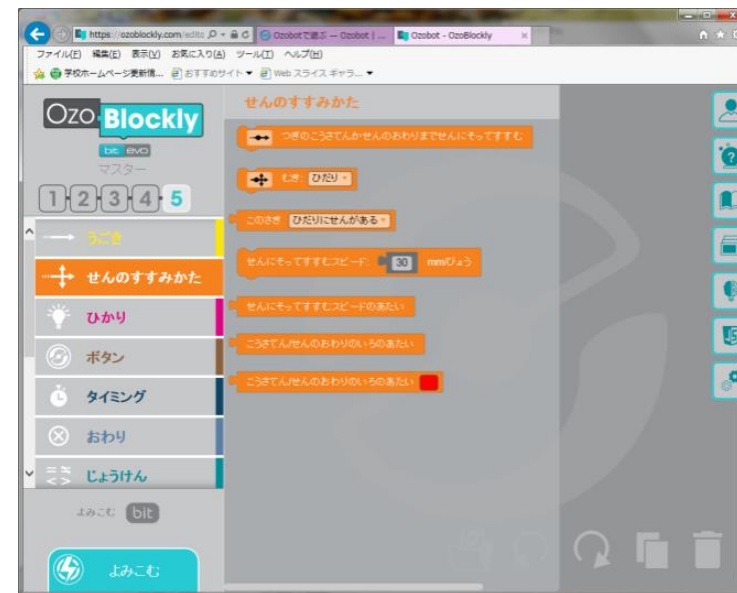 https://ozoblockly.com/edito
Ozobotで遊ぶ — Ozobot | ...
Ozobot - OzoBlockly
ファイル(F) 編集(E) 表示(V) お気に入り(A) ツール(T) ヘルプ(H)
学校ホームページ更新情... おすすめサイト Web スライス ギャラ...
Ozo Blockly
bit evo
マスター
1 2 3 4 5
うごき
せんのすすみかた
ひかり
ボタン
タイミング
おわり
じょうけん
よみこむ bit
よみこむ
せんのすすみかた
つぎのこうさてんかせんのおわりまでせんにそってすすむ
むき: ひだり
このさき ひだりにせんがある
せんにそってすすむスピード: 30 mm/びょう
せんにそってすすむスピードのあたい
こうさてん/せんのおわりのいろのあたい
こうさてん/せんのおわりのいろのあたい